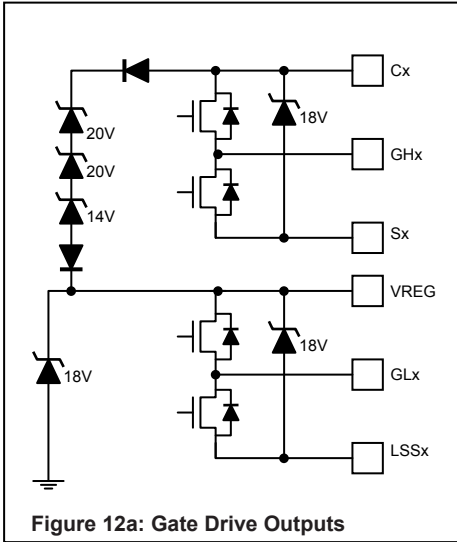 Cx
18V
20V
GHx
20V
14V
Sx
VREG
18V
18V
GLx
LSSx
Figure 12a: Gate Drive Outputs